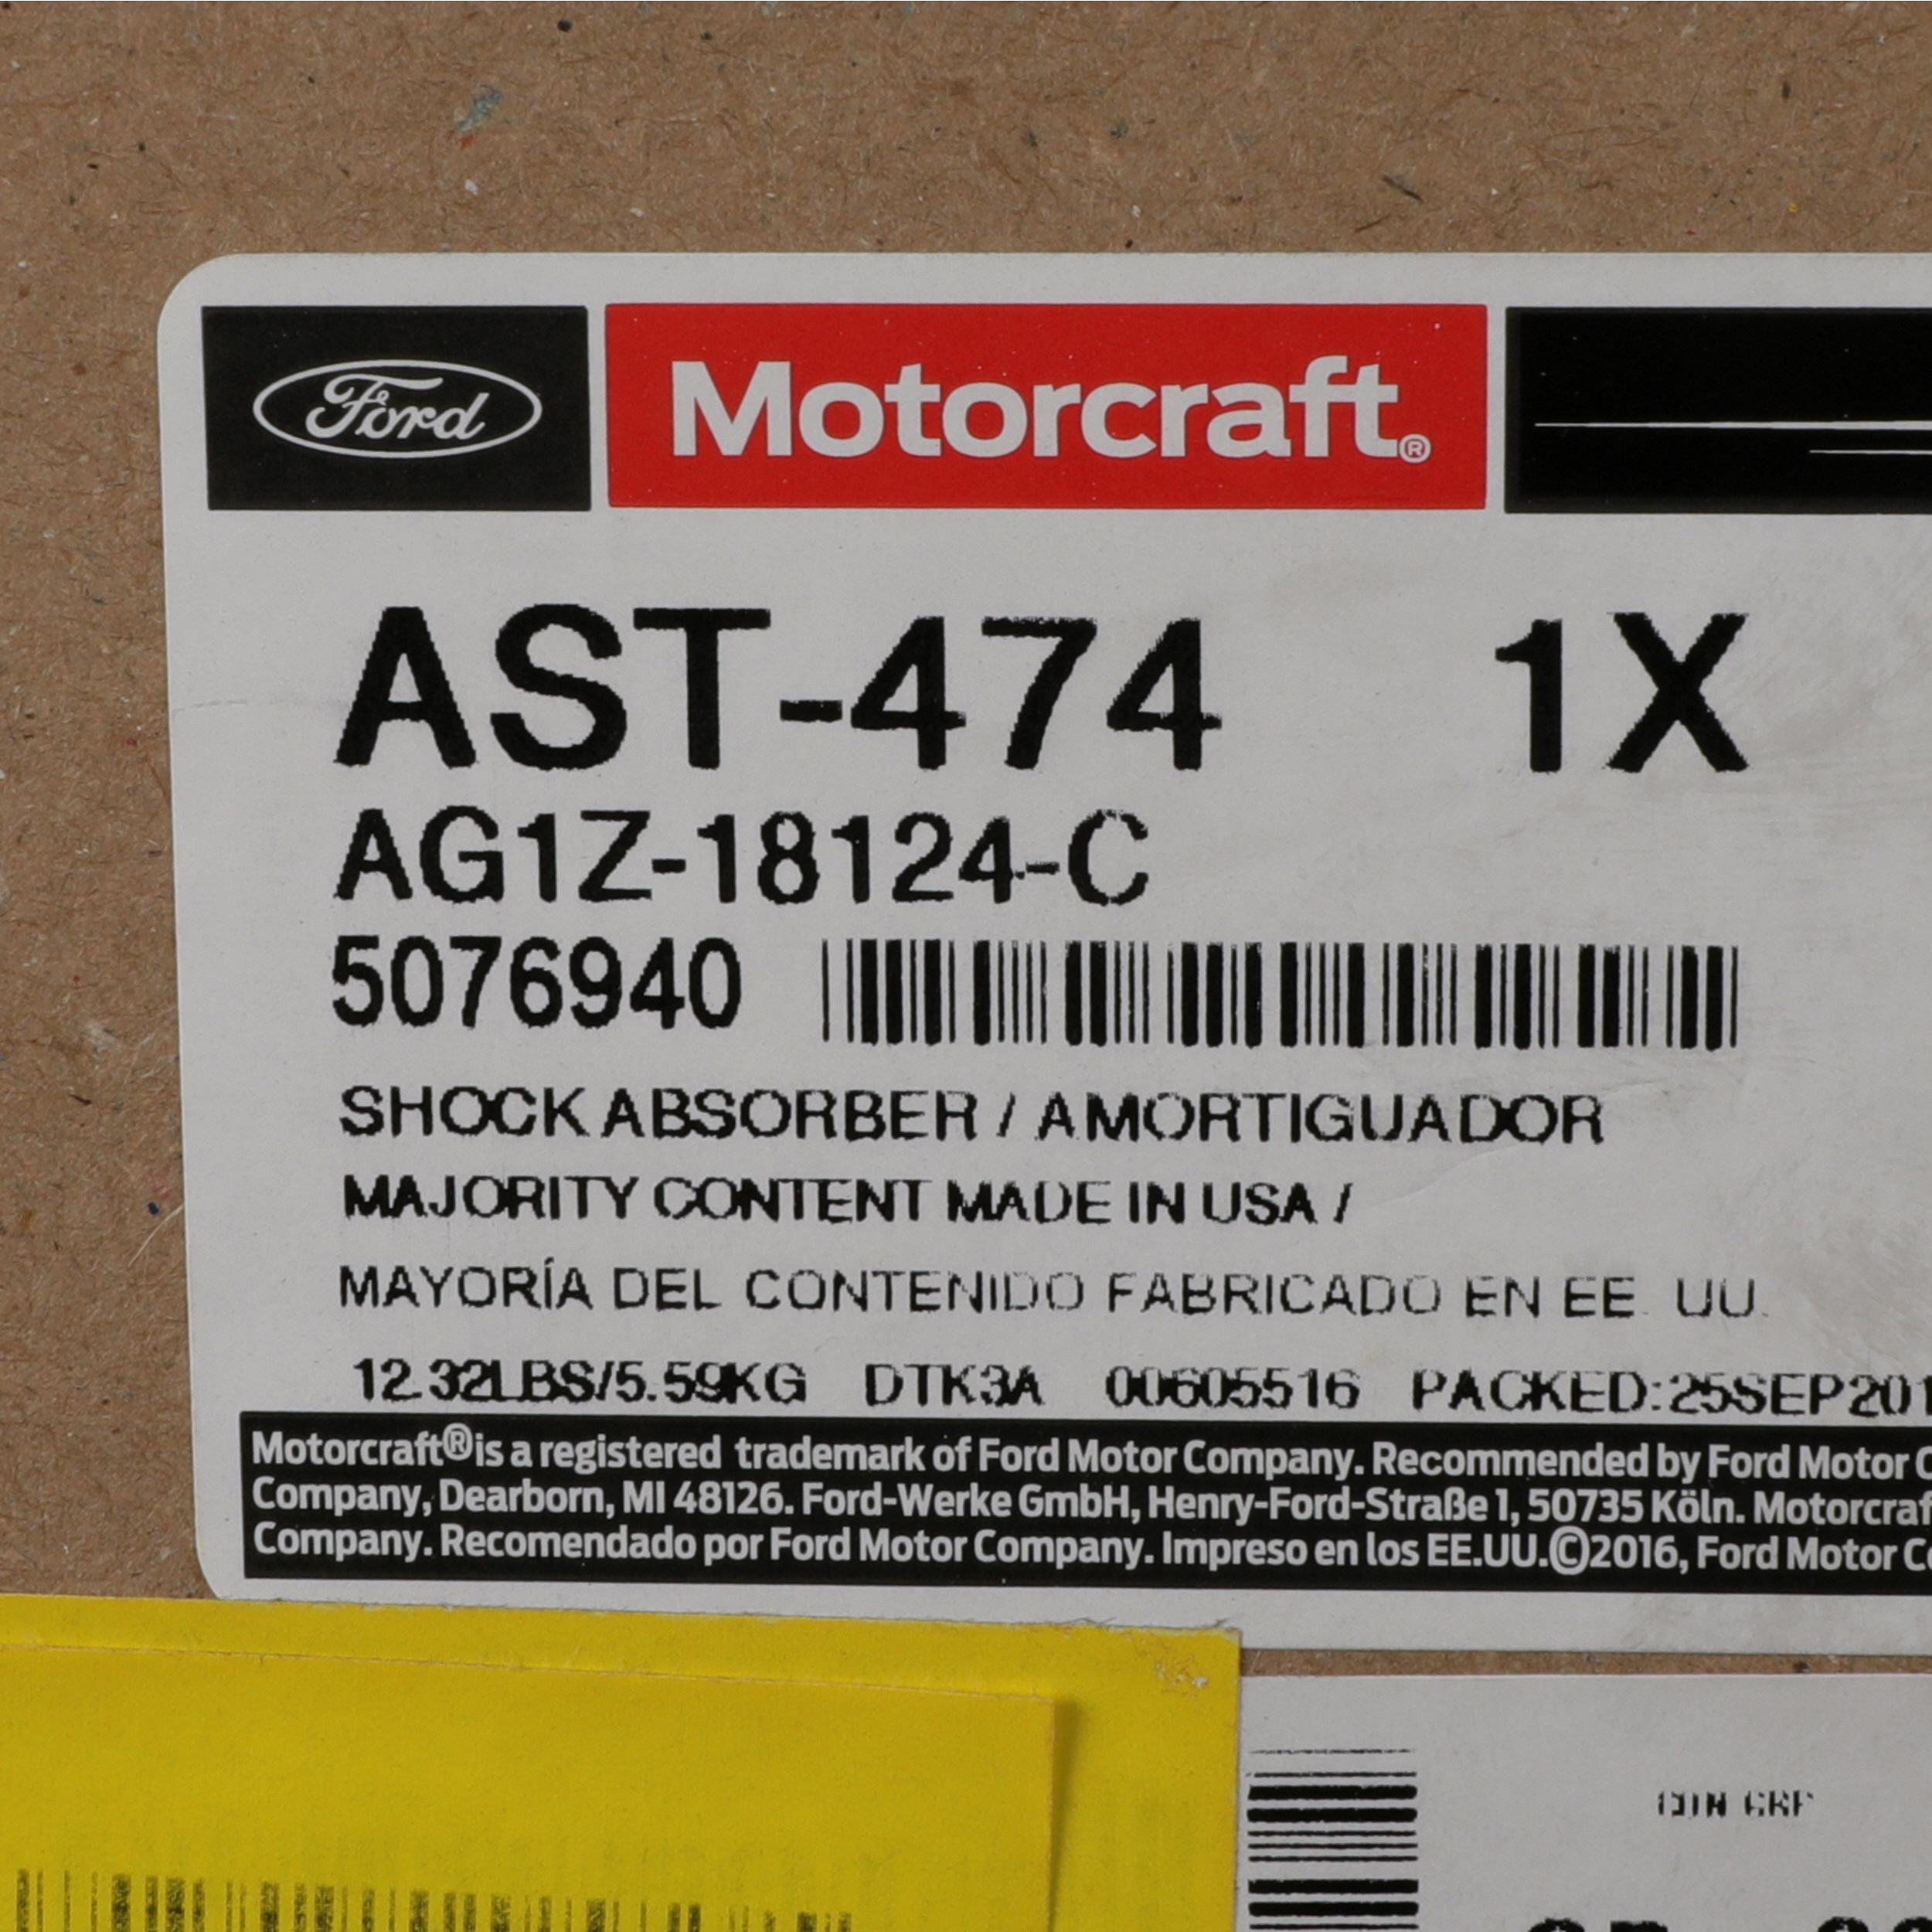 Ford Motorcraft®
AST-474 1X
AG1Z-18124-C
5076940
SHOCK ABSORBER / AMORTIGUADOR
MAJORITY CONTENT MADE IN USA /
MAYORÍA DEL CONTENIDO FABRICADO EN EE. UU.
12.32LBS/5.59KG DTK3A 00605516 PACKED:25SEP201
Motorcraft® is a registered trademark of Ford Motor Company. Recommended by Ford Motor C
Company, Dearborn, MI 48126. Ford-Werke GmbH, Henry-Ford-Straße 1, 50735 Köln. Motorcraf
Company. Recomendado por Ford Motor Company. Impreso en los EE.UU.©2016, Ford Motor Co